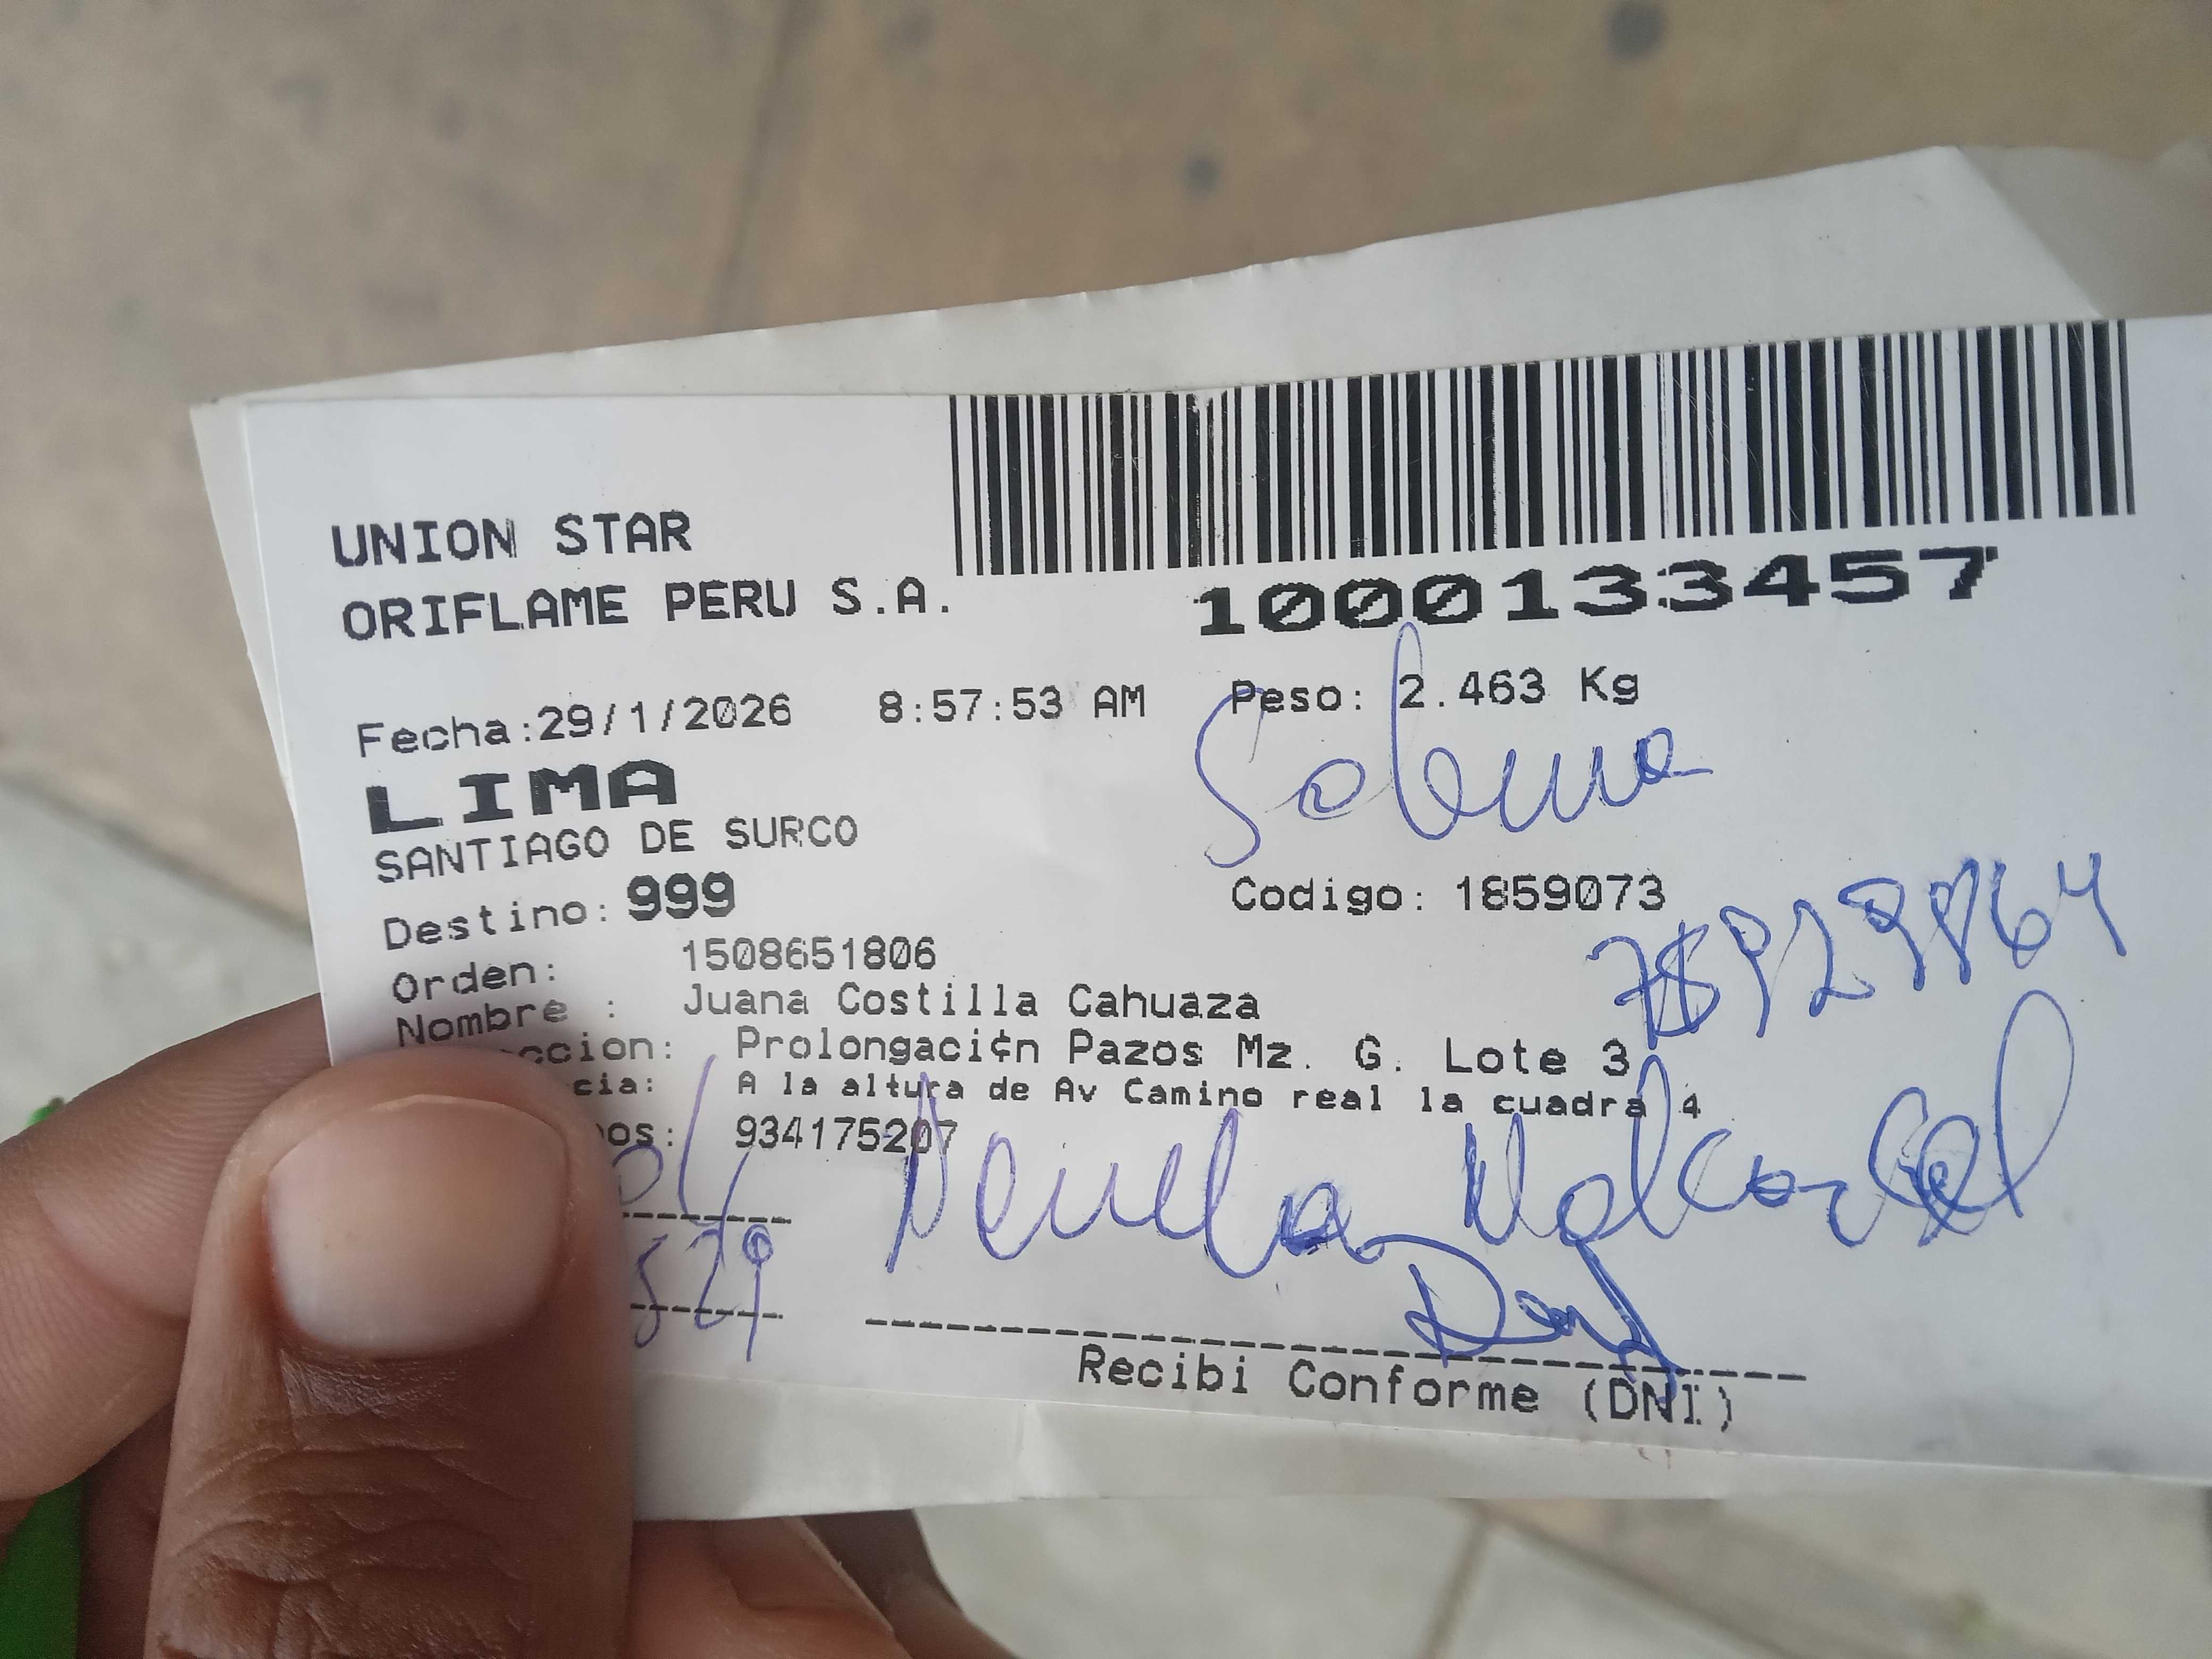 UNION STAR
ORIFLAME PERU S.A.
1000133457
Fecha:29/1/2026 8:57:53 AM Peso: 2.463 Kg
LIMA
SANTIAGO DE SURCO
Destino: 999 Codigo: 1859073
Orden: 1508651806
Nombre : Juana Costilla Cahuaza
ccion: Prolongaci¢n Pazos Mz. G. Lote 3
cia: A la altura de Av Camino real la cuadra 4
os: 934175207
Valcarcel
529
Recibi Conforme (DNI)